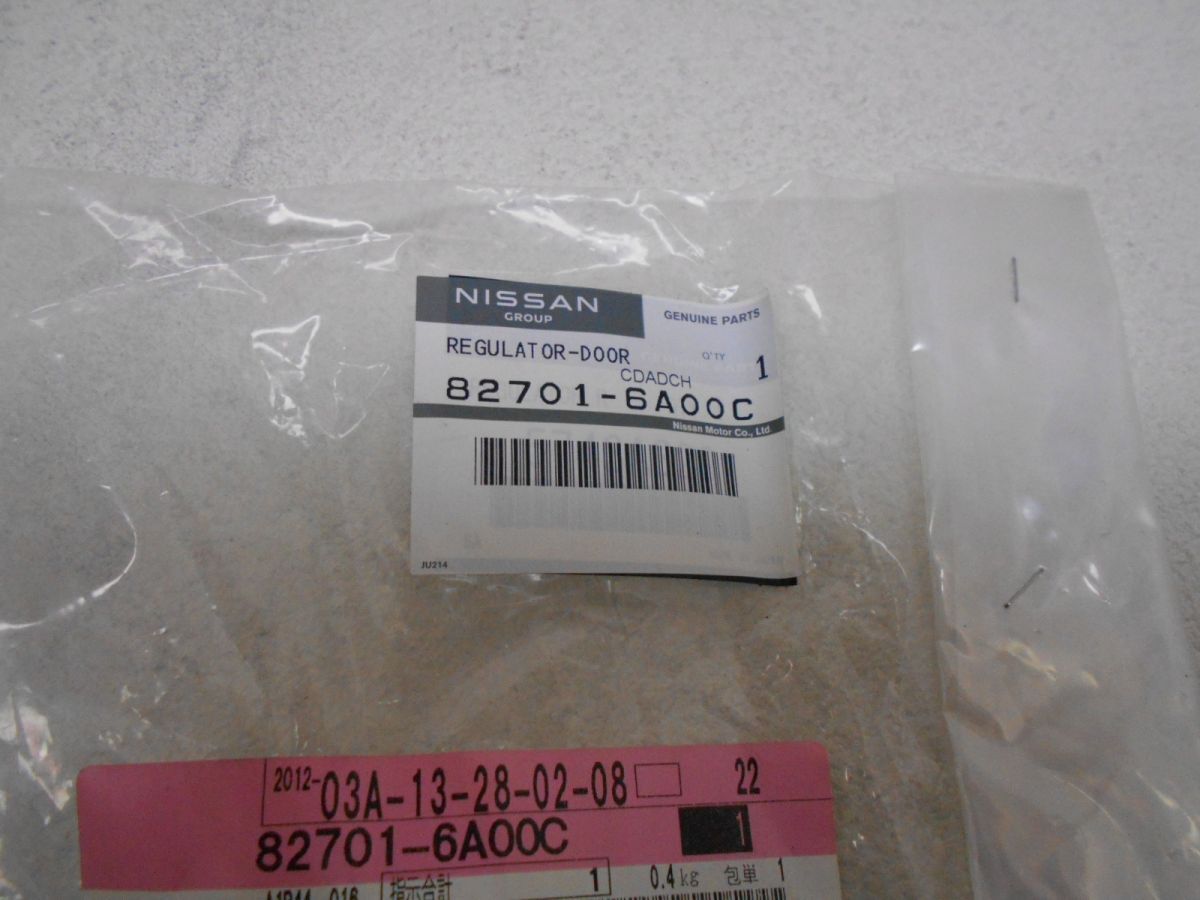 NISSAN
GROUP
GENUINE PARTS
REGULATOR-DOOR
Q'TY
1
CDADCH
82701-6A00C
Nissan Motor Co., Ltd.
JU214
2012-03A-13-28-02-08
22
82701-6A00C
1
指示合計
1
0.4kg
包単 1